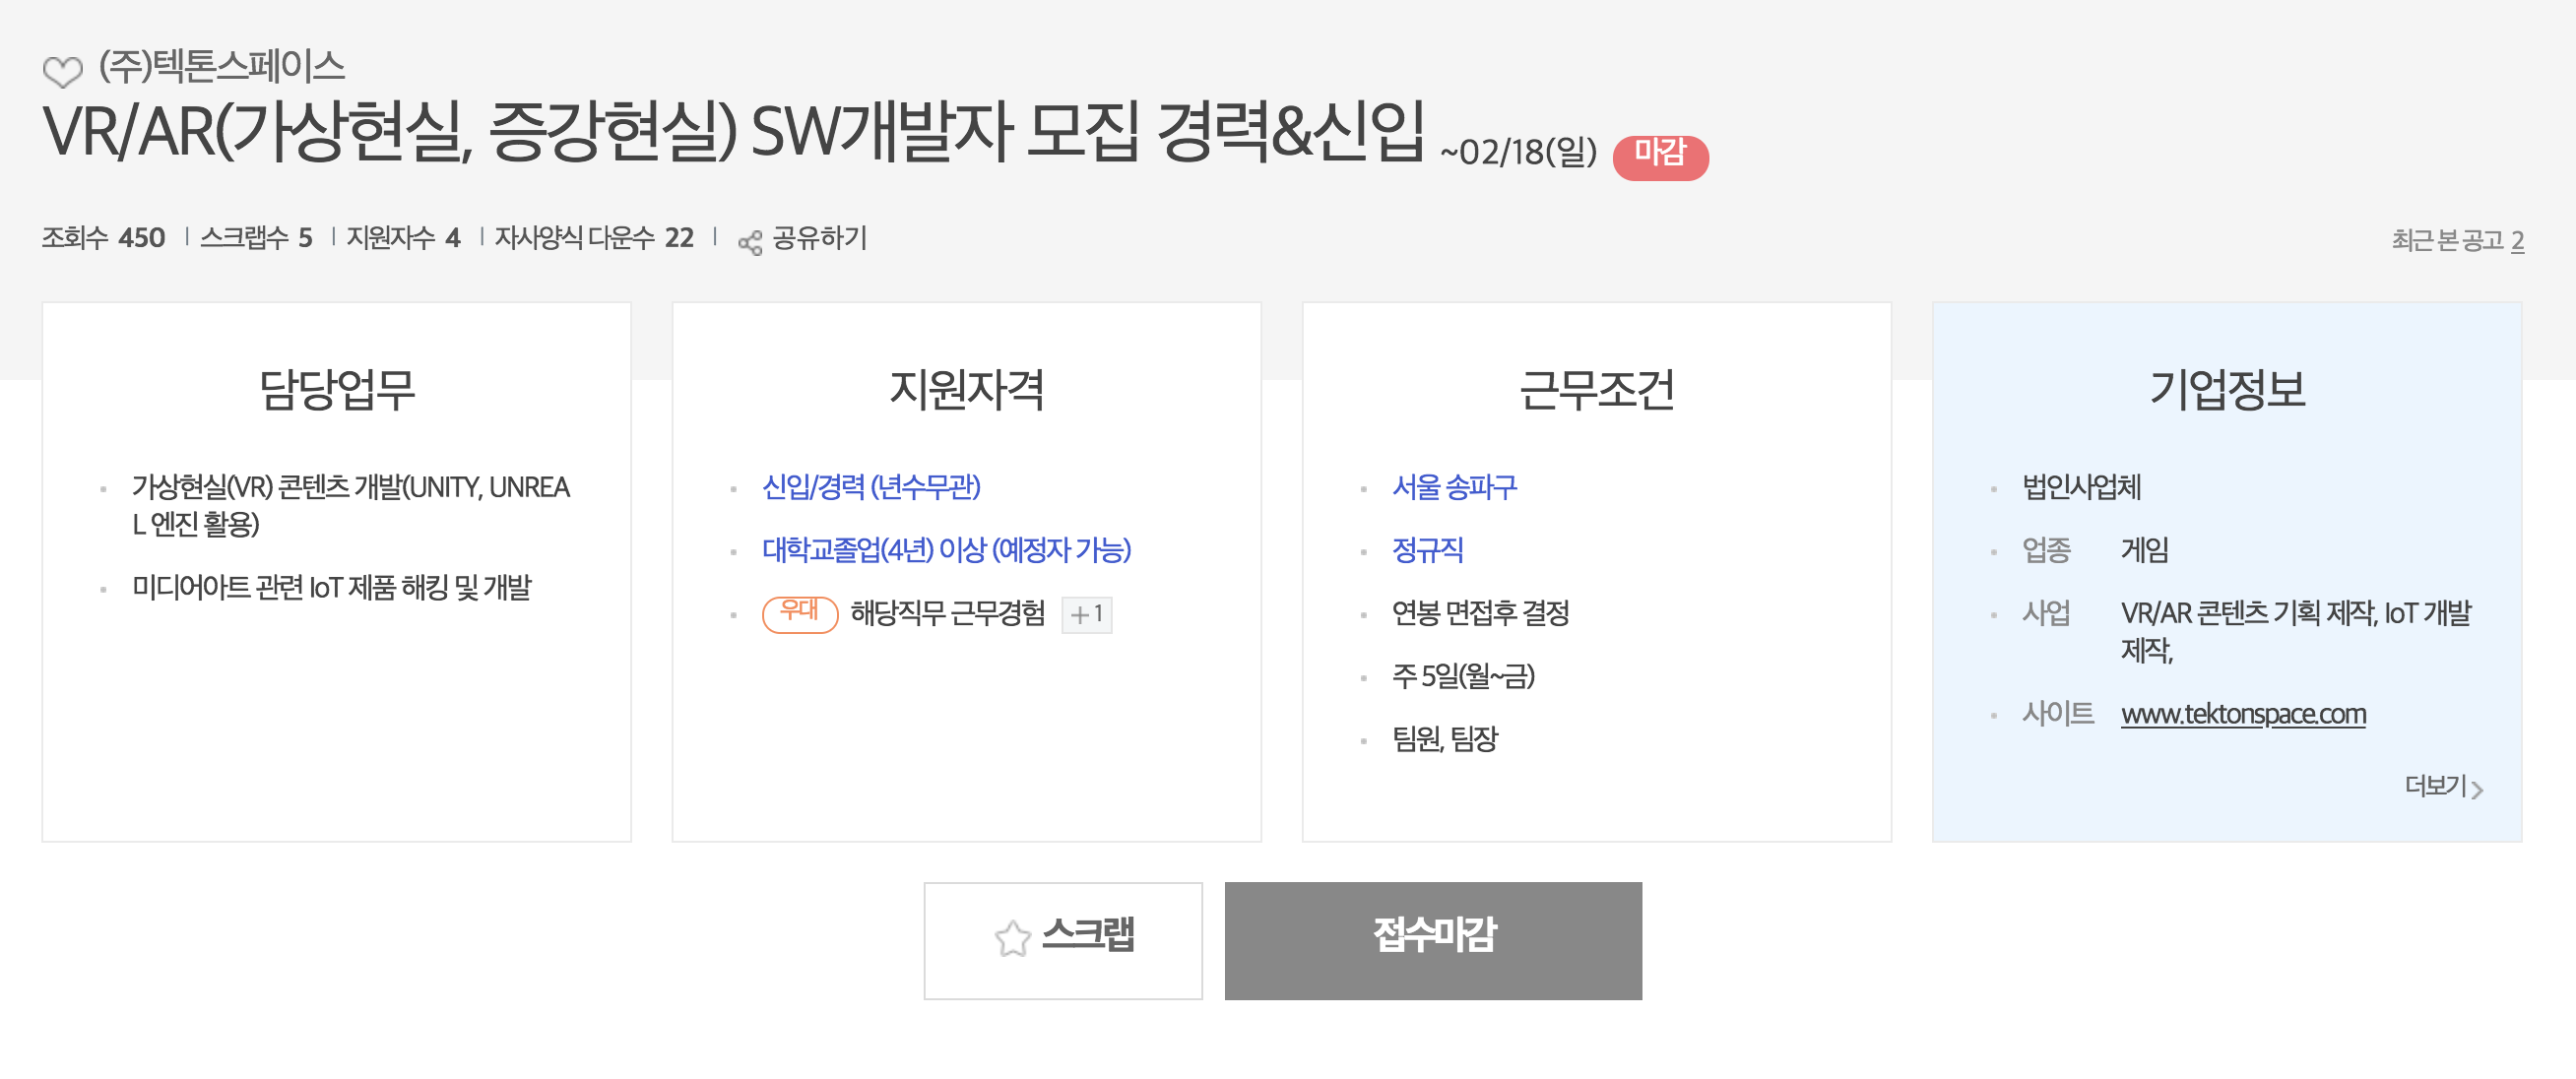 (주)텍톤스페이스
VR/AR(가상현실, 증강현실) SW개발자 모집 경력&신입 ~02/18(일) 마감
조회수 450 스크랩수 5 지원자수 4 자사양식 다운수 22 공유하기 최근 본 공고 2
담당업무
가상현실(VR) 콘텐츠 개발(UNITY, UNREA
L 엔진 활용)
미디어아트 관련 IoT 제품 해킹 및 개발
지원자격
신입/경력 (년수무관)
대학교졸업(4년) 이상 (예정자 가능)
우대 해당직무 근무경험 +1
근무조건
서울 송파구
정규직
연봉 면접후 결정
주 5일(월~금)
팀원, 팀장
기업정보
법인사업체
업종 게임
사업 VR/AR 콘텐츠 기획 제작, IoT 개발
제작,
사이트 www.tektonspace.com
더보기
스크랩 접수마감